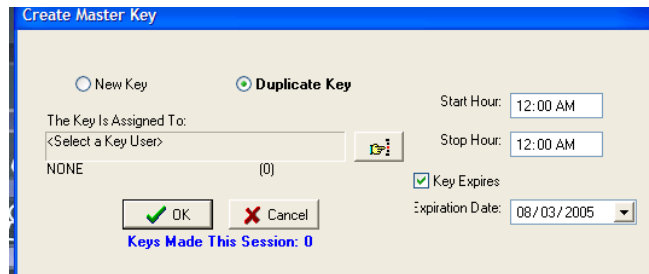 Create Master Key
New Key
Duplicate Key
The Key Is Assigned To:
<Select a Key User>
NONE (0)
OK
Cancel
Keys Made This Session: 0
Start Hour: 12:00 AM
Stop Hour: 12:00 AM
Key Expires
Expiration Date: 08/03/2005